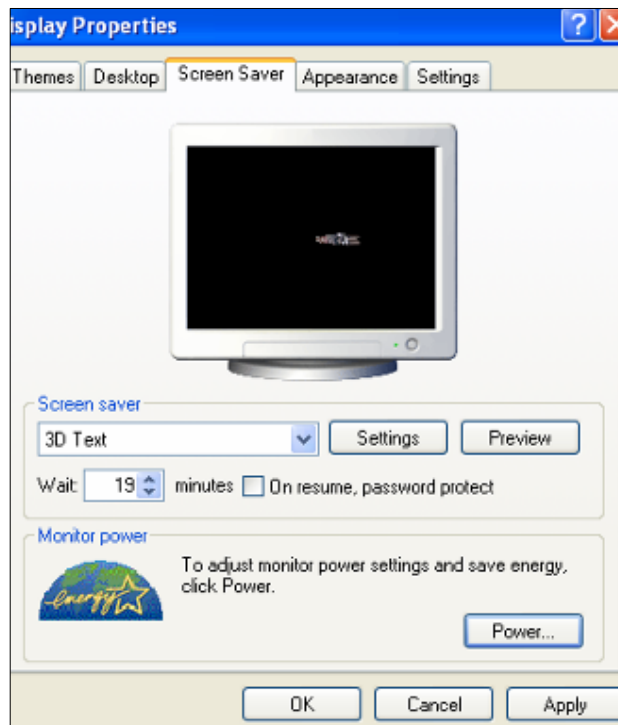 isplay Properties
Themes Desktop Screen Saver Appearance Settings
Screen saver
3D Text Settings Preview
Wait: 19 minutes On resume, password protect
Monitor power
To adjust monitor power settings and save energy,
click Power.
energy
Power...
OK Cancel Apply